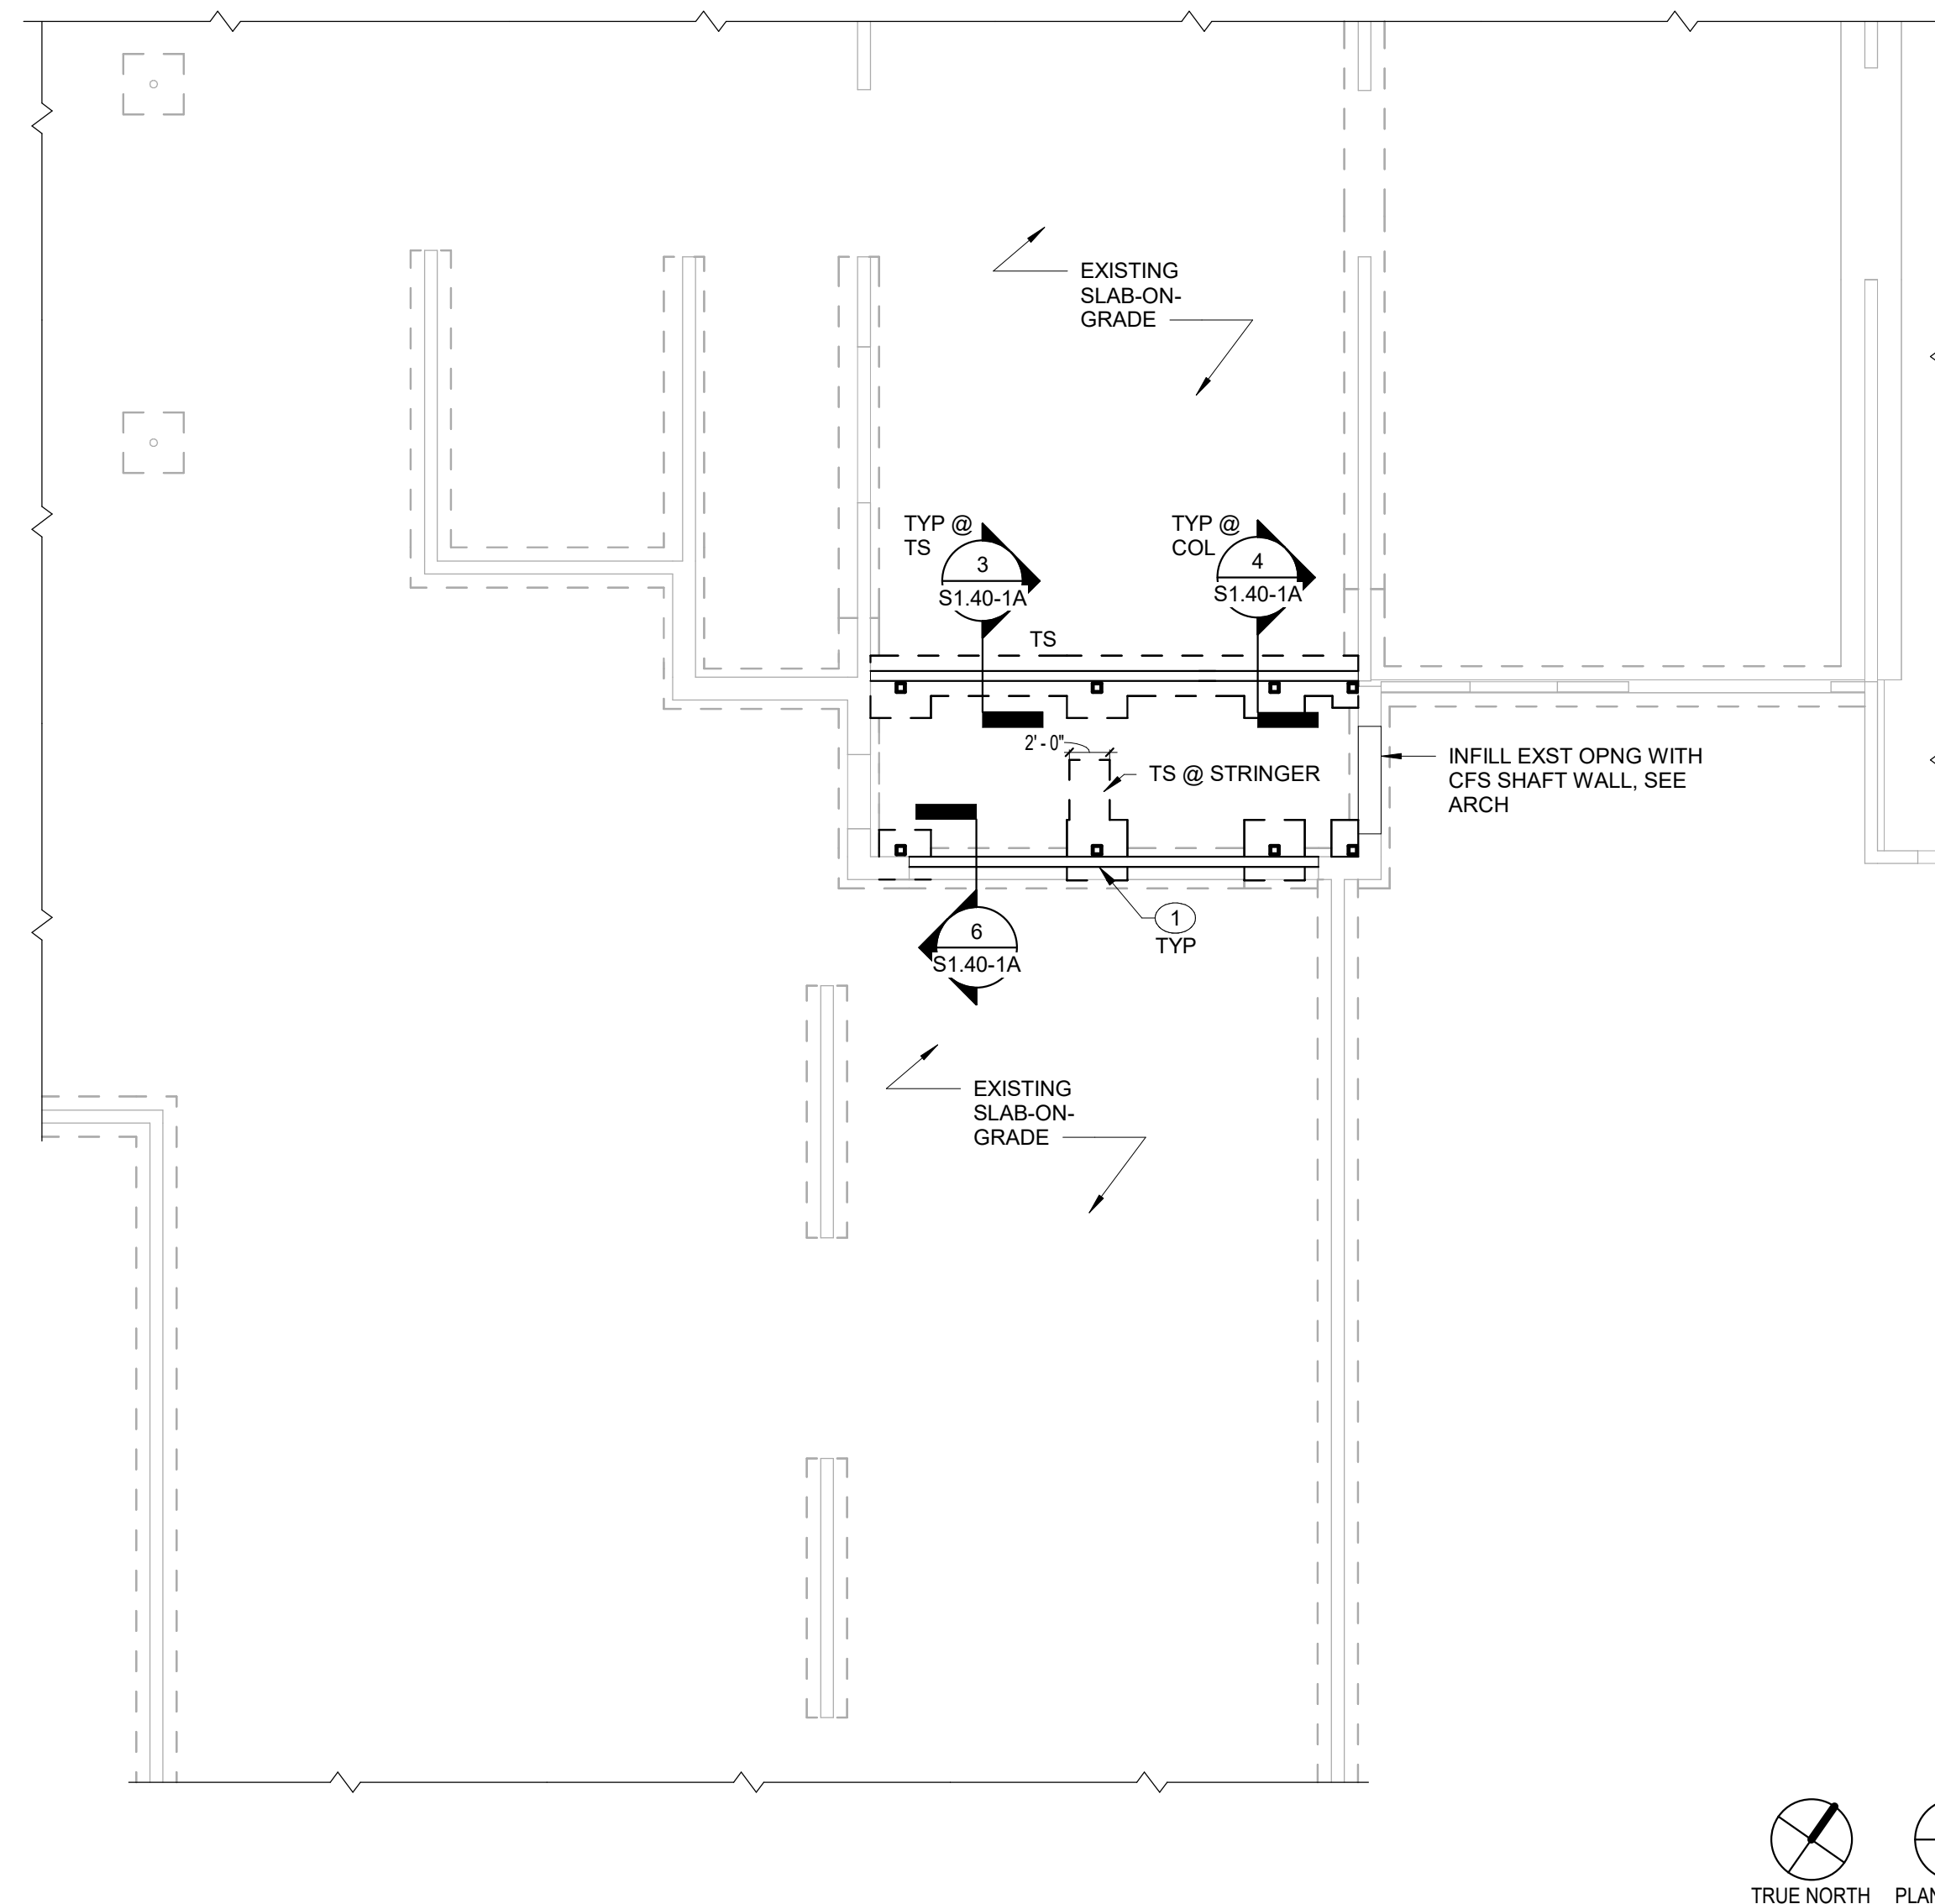 EXISTING
SLAB-ON-
GRADE
TYP @
TS
3
S1.40-1A
TYP @
COL
4
S1.40-1A
TS
2' - 0"
TS @ STRINGER
INFILL EXST OPNG WITH
CFS SHAFT WALL, SEE
ARCH
1
TYP
6
S1.40-1A
EXISTING
SLAB-ON-
GRADE
TRUE NORTH
PLAN